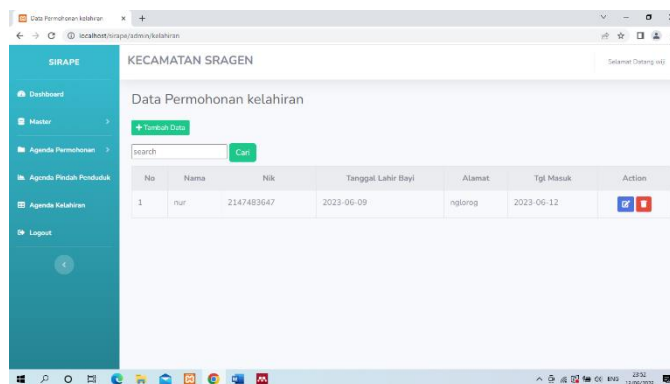 Data Permohonan kelahiran
localhost/sirape/admin/kelahiran
SIRAPE
KECAMATAN SRAGEN
Selamat Datang wiji
Dashboard
Master
Agenda Permohonan
Agenda Pindah Penduduk
Agenda Kelahiran
Logout
Data Permohonan kelahiran
+ Tambah Data
search
Cari
No Nama Nik Tanggal Lahir Bayi Alamat Tgl Masuk Action
1 nur 2147483647 2023-06-09 nglorog 2023-06-12
ENG
23:52